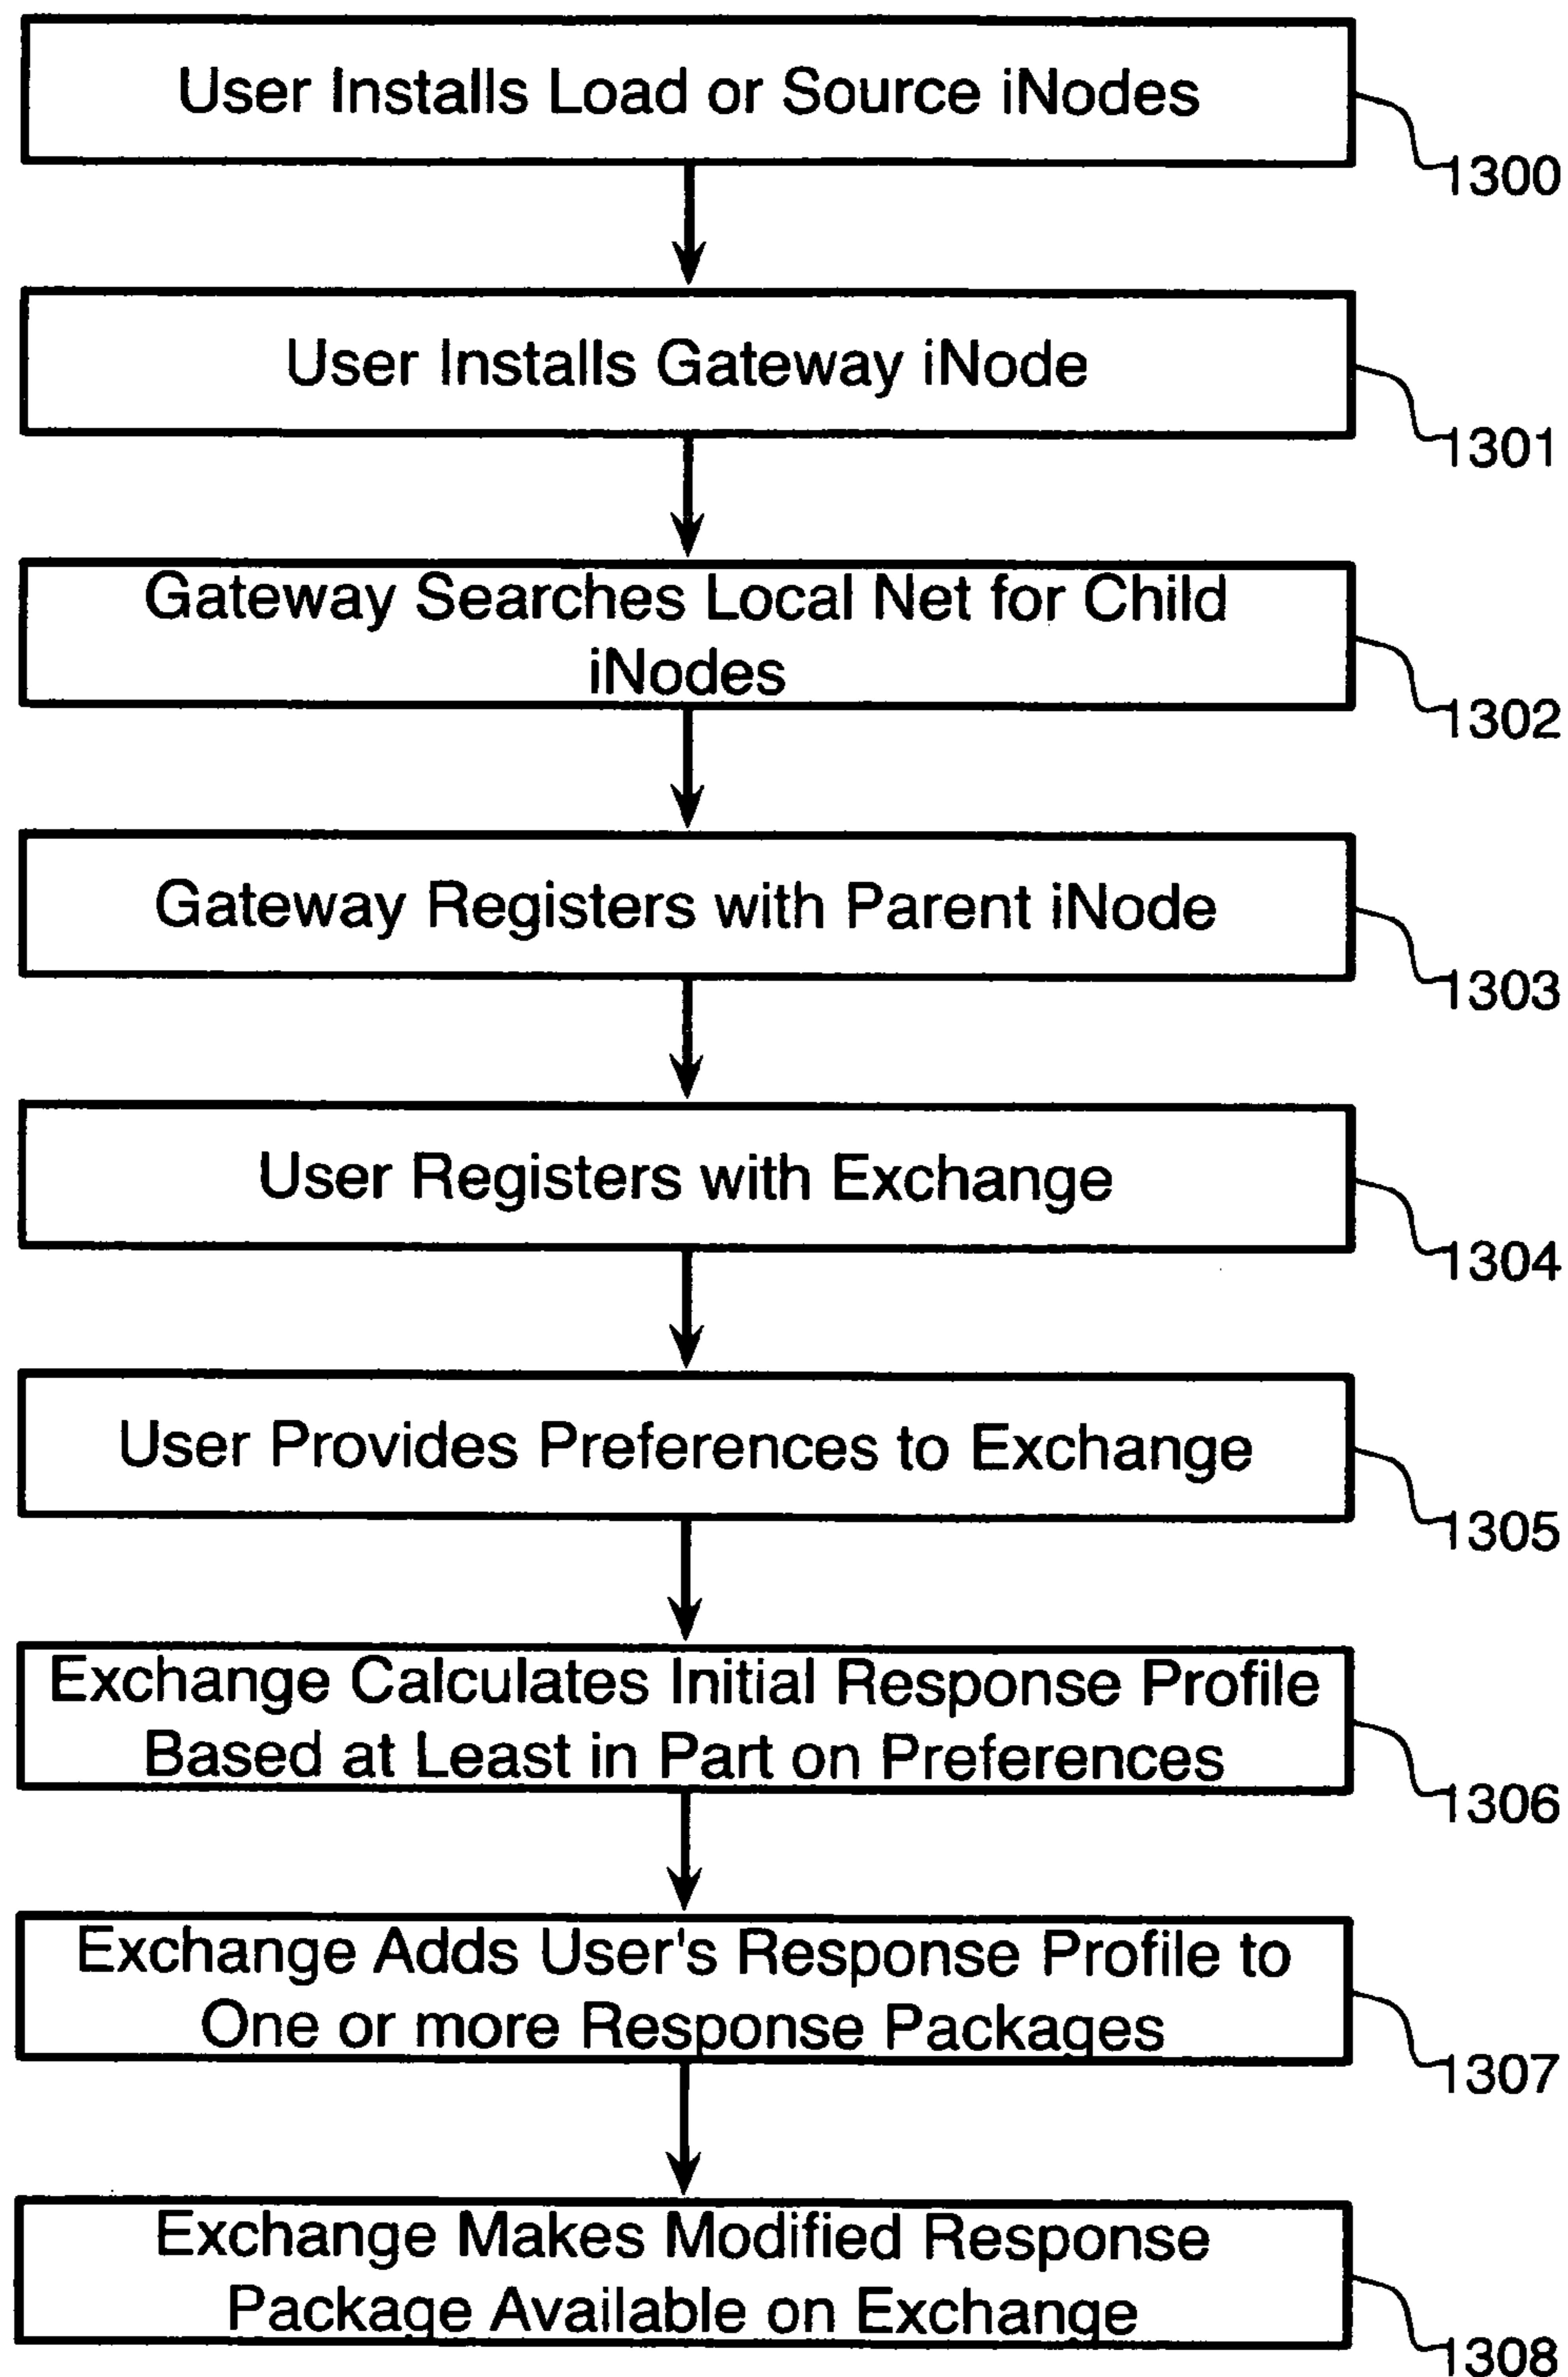 User Installs Load or Source iNodes
1300
User Installs Gateway iNode
1301
Gateway Searches Local Net for Child
iNodes
1302
Gateway Registers with Parent iNode
1303
User Registers with Exchange
1304
User Provides Preferences to Exchange
1305
Exchange Calculates Initial Response Profile
Based at Least in Part on Preferences
1306
Exchange Adds User's Response Profile to
One or more Response Packages
1307
Exchange Makes Modified Response
Package Available on Exchange
1308